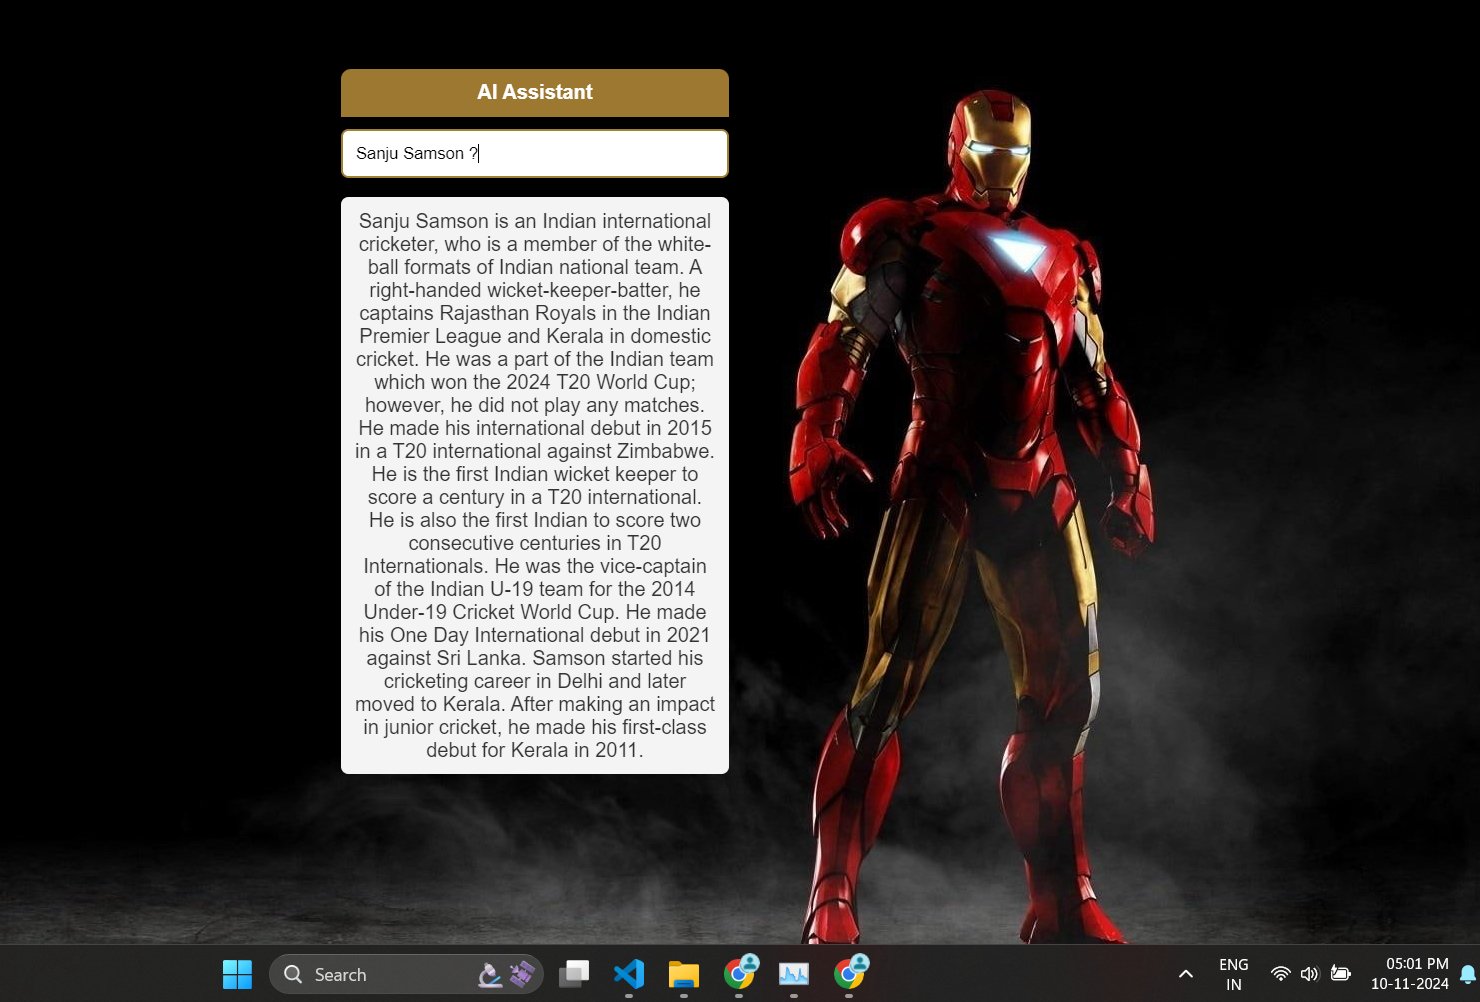 AI Assistant
Sanju Samson ?
Sanju Samson is an Indian international
cricketer, who is a member of the white-
ball formats of Indian national team. A
right-handed wicket-keeper-batter, he
captains Rajasthan Royals in the Indian
Premier League and Kerala in domestic
cricket. He was a part of the Indian team
which won the 2024 T20 World Cup;
however, he did not play any matches.
He made his international debut in 2015
in a T20 international against Zimbabwe.
He is the first Indian wicket keeper to
score a century in a T20 international.
He is also the first Indian to score two
consecutive centuries in T20
Internationals. He was the vice-captain
of the Indian U-19 team for the 2014
Under-19 Cricket World Cup. He made
his One Day International debut in 2021
against Sri Lanka. Samson started his
cricketing career in Delhi and later
moved to Kerala. After making an impact
in junior cricket, he made his first-class
debut for Kerala in 2011.
Search
ENG
IN
05:01 PM
10-11-2024